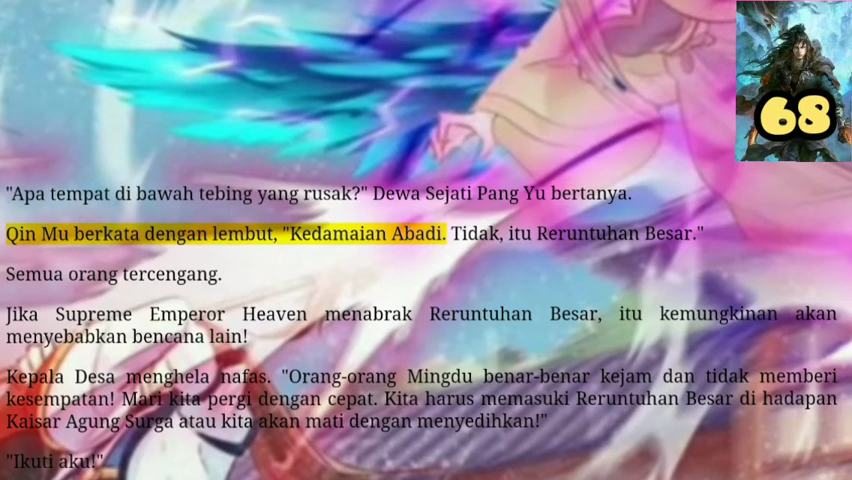 68
"Apa tempat di bawah tebing yang rusak?" Dewa Sejati Pang Yu bertanya.
Qin Mu berkata dengan lembut, "Kedamaian Abadi. Tidak, itu Reruntuhan Besar."
Semua orang tercengang.
Jika Supreme Emperor Heaven menabrak Reruntuhan Besar, itu kemungkinan akan
menyebabkan bencana lain!
Kepala Desa menghela nafas. "Orang-orang Mingdu benar-benar kejam dan tidak memberi
kesempatan! Mari kita pergi dengan cepat. Kita harus memasuki Reruntuhan Besar di hadapan
Kaisar Agung Surga atau kita akan mati dengan menyedihkan!"
"Ikuti aku!"